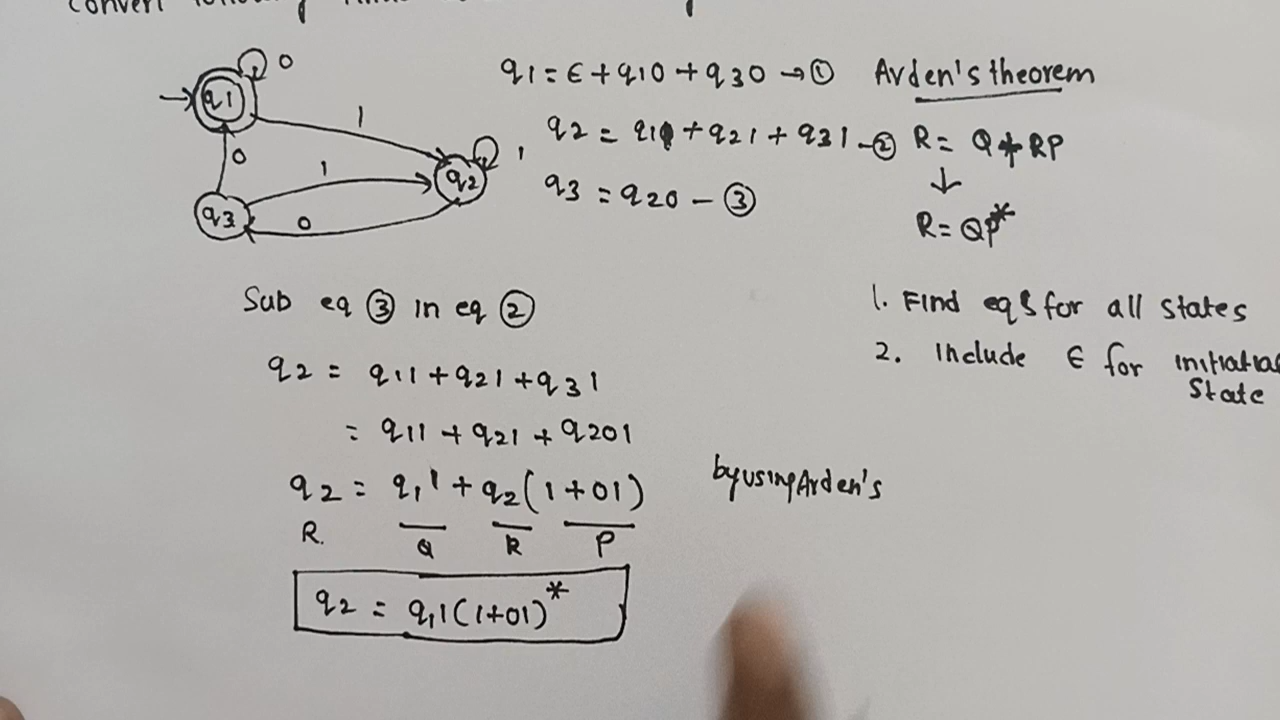 q1
0
1
0
1
q2
1
q3
0
q1 = ϵ + q10 + q30 → ①
q2 = q11 + q21 + q31 - ②
q3 = q20 - ③
Arden's theorem
R = Q + RP
↓
R = QP*
Sub eq ③ in eq ②
q2 = q11 + q21 + q31
= q11 + q21 + q201
q2 = q11 + q2(1+01)
R. Q R P
q2 = q11(1+01)*
by using Arden's
1. Find eqs for all states
2. Include ϵ for
State